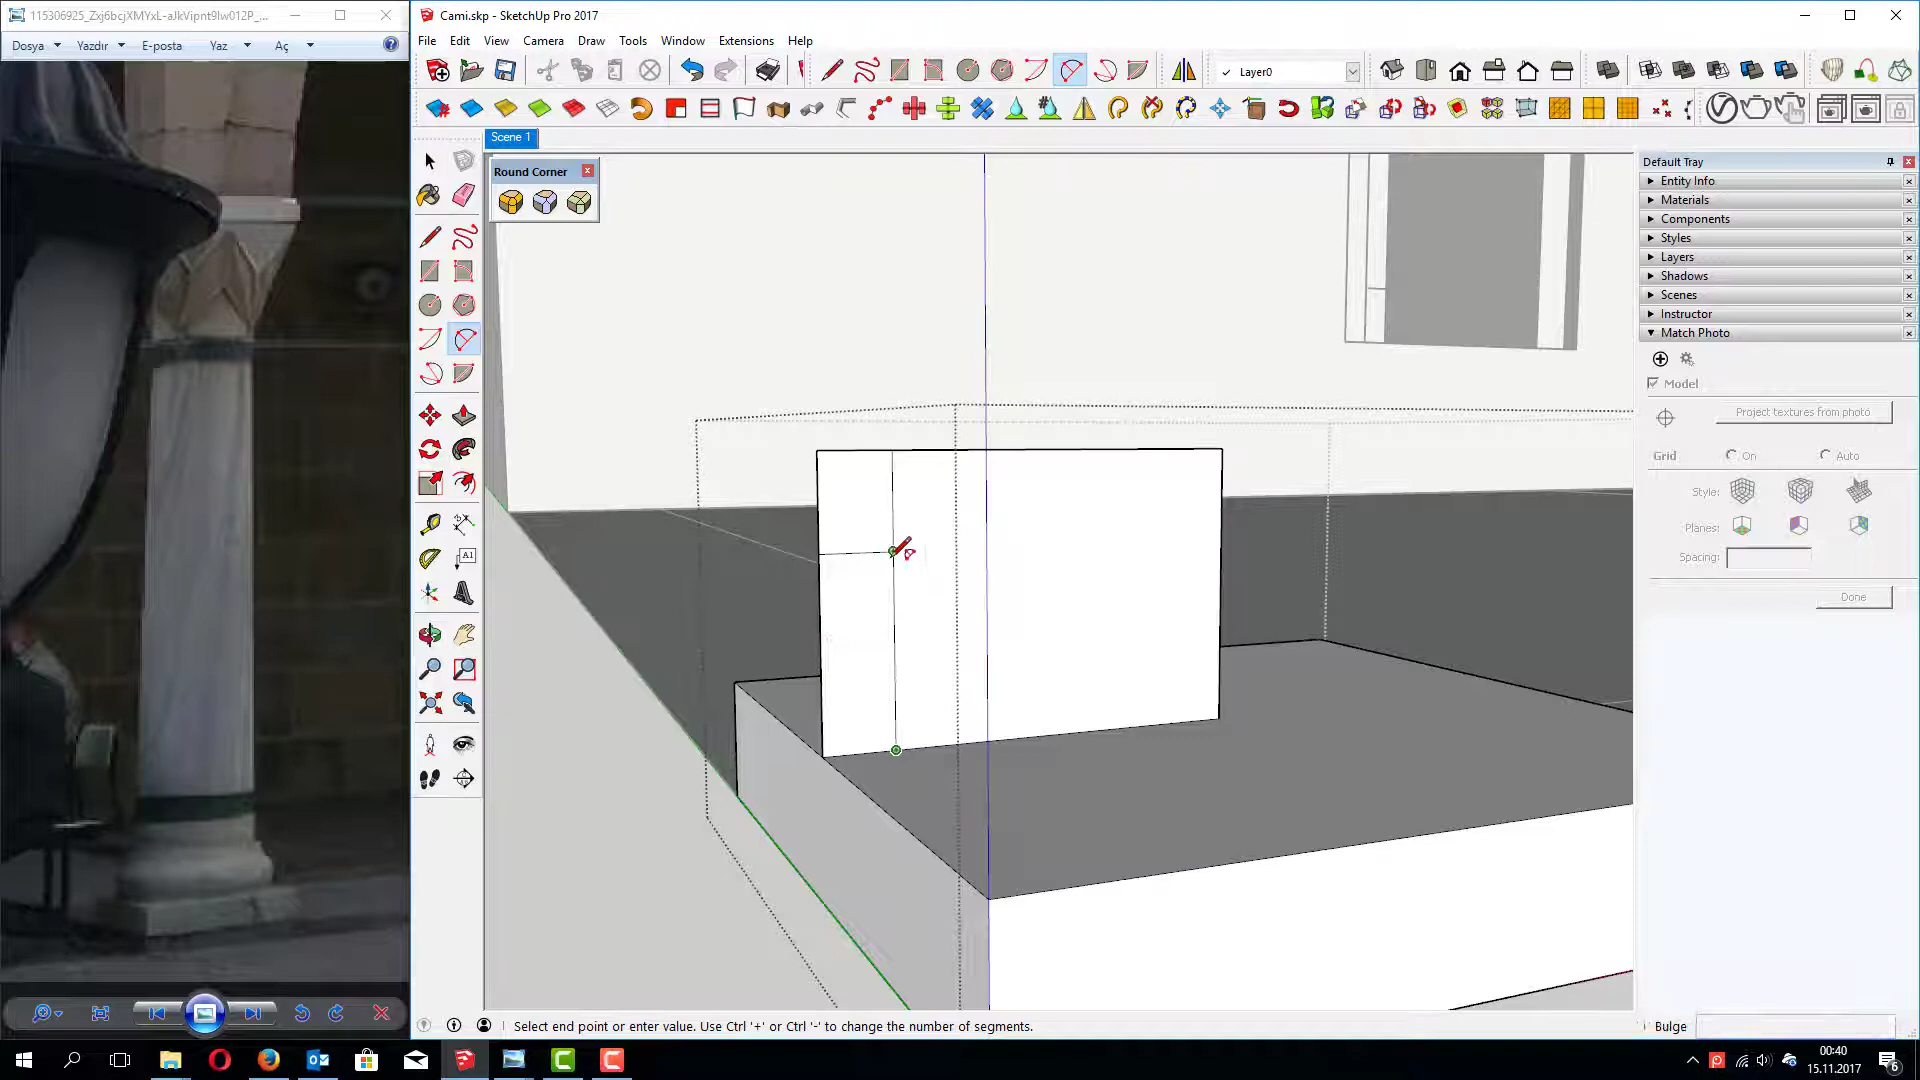 115306925_Zxj6bcjXMYxL-aJkVipnt9lw012P_...
Dosya Yazdır E-posta Yaz Aç
Cami.skp - SketchUp Pro 2017
File Edit View Camera Draw Tools Window Extensions Help
Layer0
Scene 1
Round Corner
A1
Default Tray
Entity Info
Materials
Components
Styles
Layers
Shadows
Scenes
Instructor
Match Photo
Model
Project textures from photo
Grid On Auto
Style:
Planes:
Spacing:
Done
Select end point or enter value. Use Ctrl '+' or Ctrl '-' to change the number of segments.
Bulge
00:40
15.11.2017
6